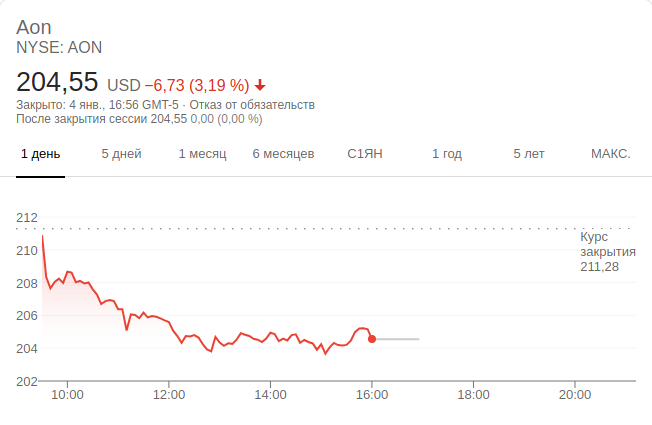 Aon
NYSE: AON
204,55 USD −6,73 (3,19 %)
Закрыто: 4 янв., 16:56 GMT-5 · Отказ от обязательств
После закрытия сессии 204,55 0,00 (0,00 %)
1 день 5 дней 1 месяц 6 месяцев С1ЯН 1 год 5 лет МАКС.
212
Курс
закрытия
211,28
210
208
206
204
202
10:00 12:00 14:00 16:00 18:00 20:00